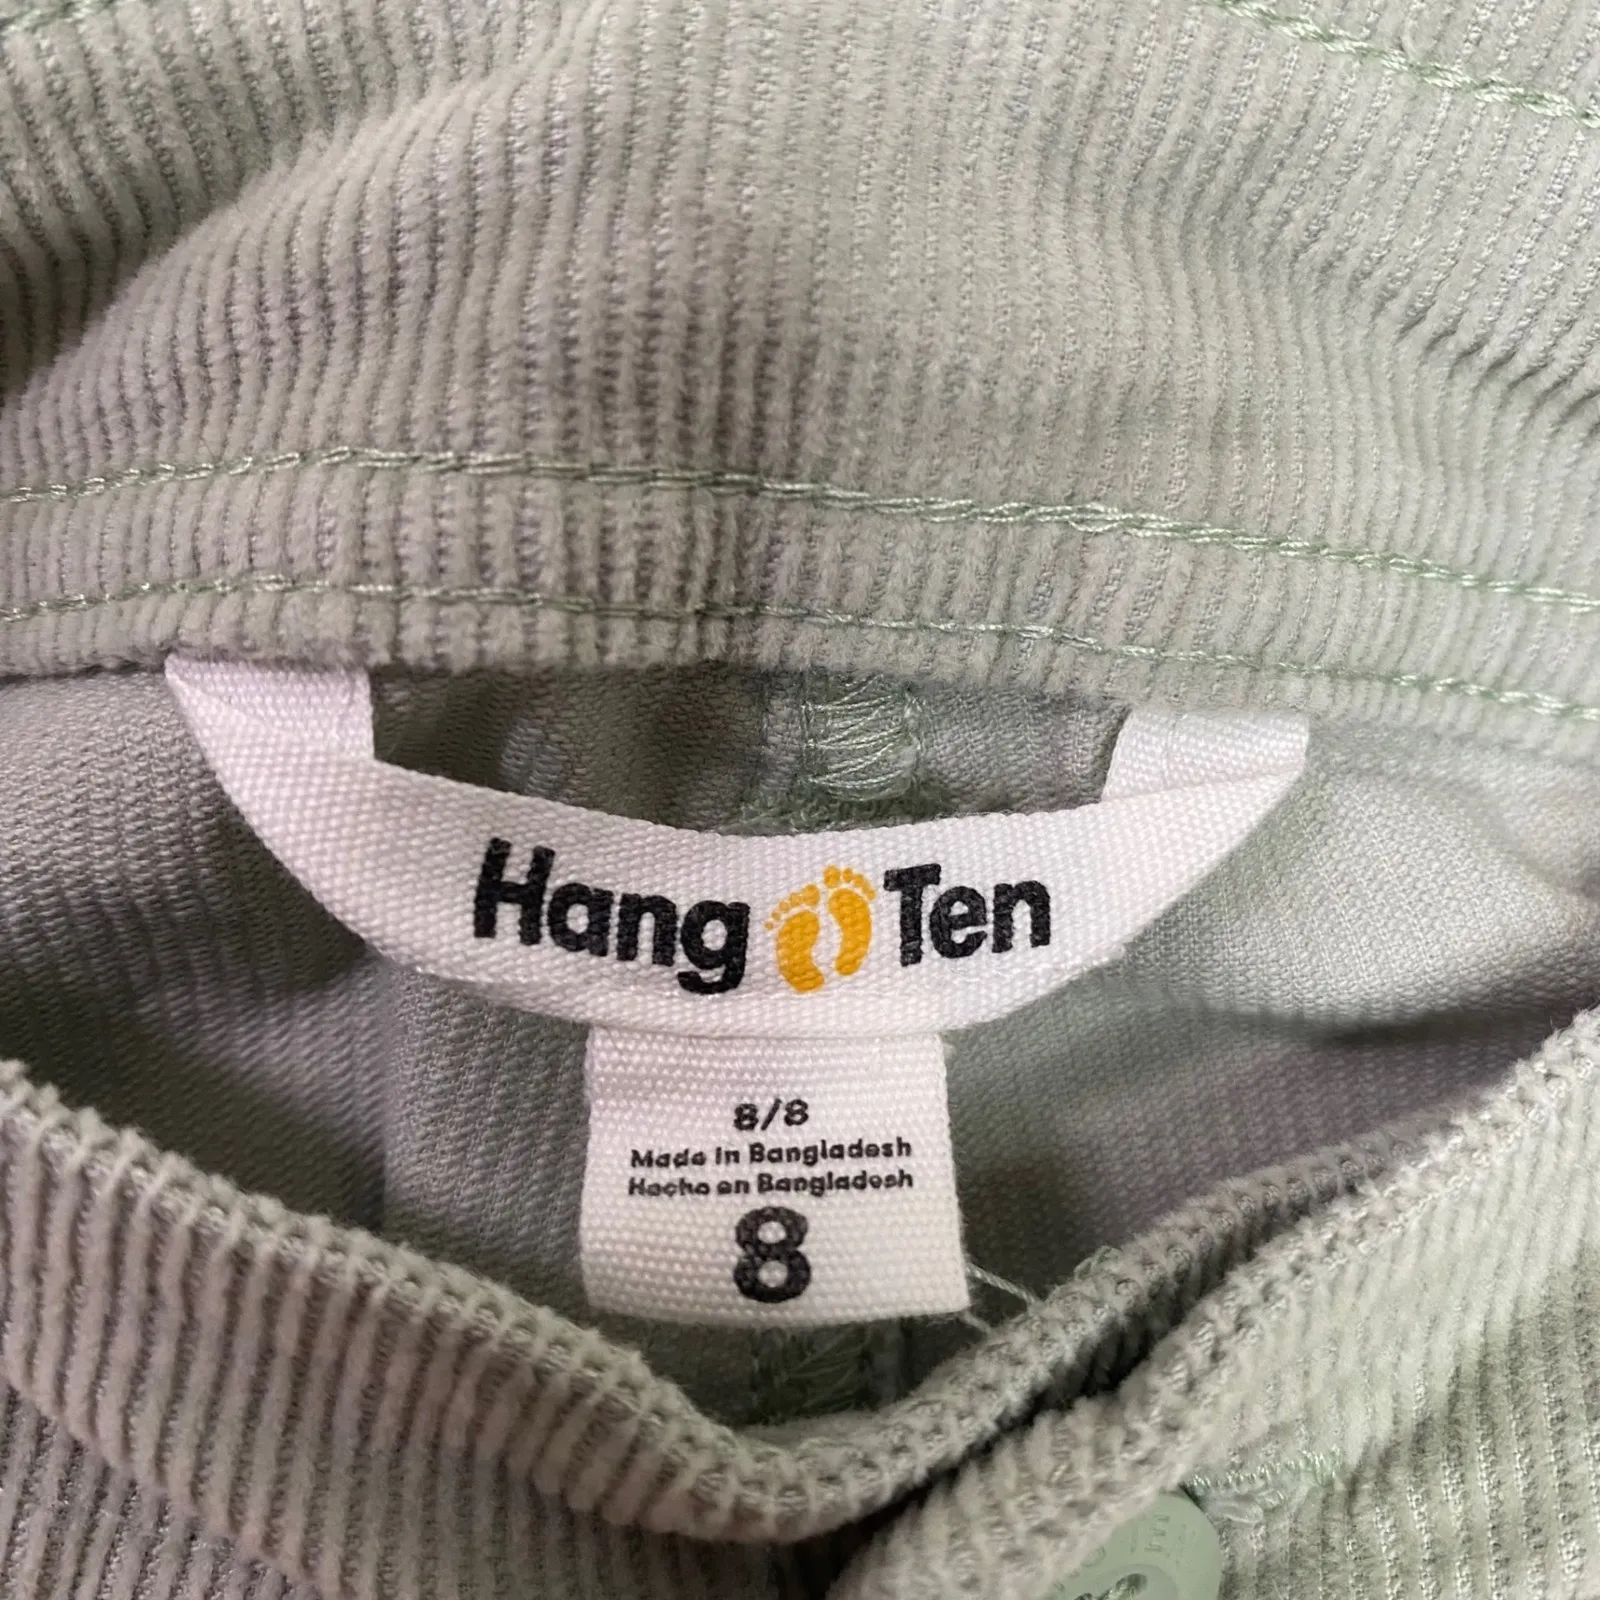 Hang Ten
8/8
Made in Bangladesh
Hecho en Bangladesh
8